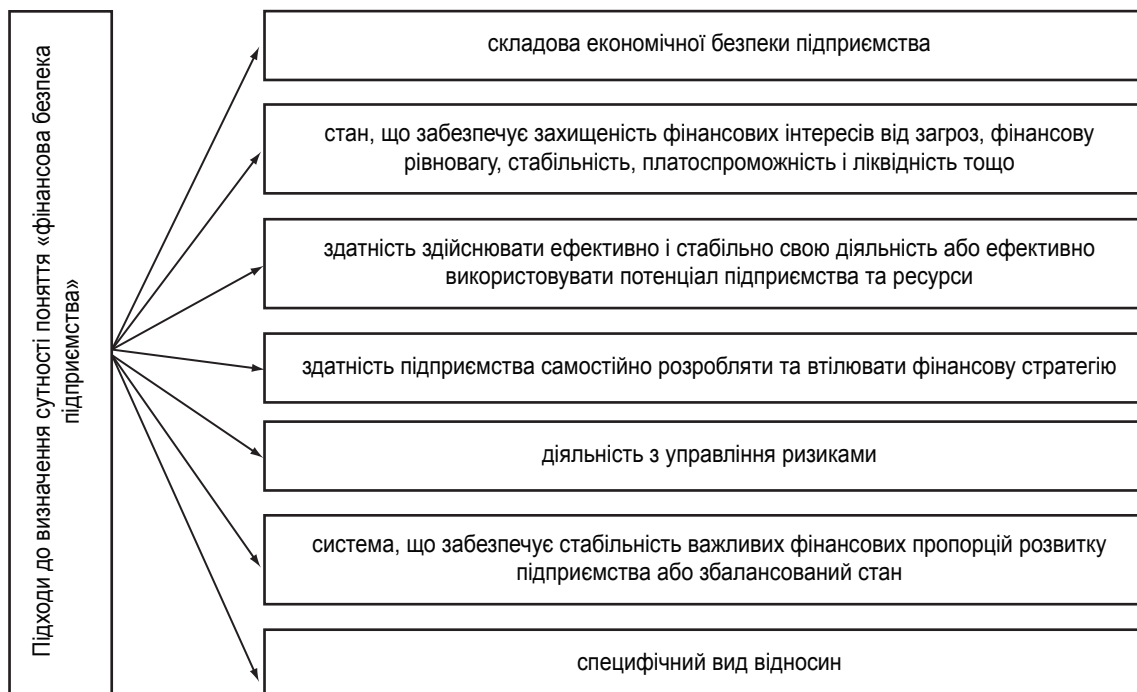 Підходи до визначення сутності поняття «фінансова безпека
підприємства»
складова економічної безпеки підприємства
стан, що забезпечує захищеність фінансових інтересів від загроз, фінансову
рівновагу, стабільність, платоспроможність і ліквідність тощо
здатність здійснювати ефективно і стабільно свою діяльність або ефективно
використовувати потенціал підприємства та ресурси
здатність підприємства самостійно розробляти та втілювати фінансову стратегію
діяльність з управління ризиками
система, що забезпечує стабільність важливих фінансових пропорцій розвитку
підприємства або збалансований стан
специфічний вид відносин